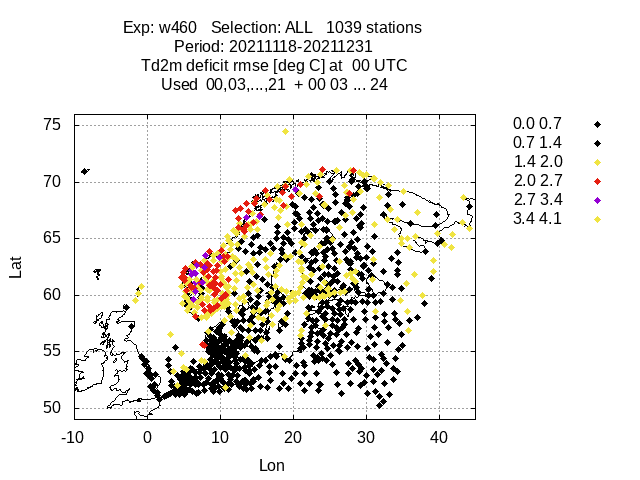 Exp: w460 Selection: ALL 1039 stations
Period: 20211118-20211231
Td2m deficit rmse [deg C] at 00 UTC
Used 00,03,...,21 + 00 03 ... 24
0.0 0.7
0.7 1.4
1.4 2.0
2.0 2.7
2.7 3.4
3.4 4.1
75
70
65
60
55
50
Lat
-10 0 10 20 30 40
Lon